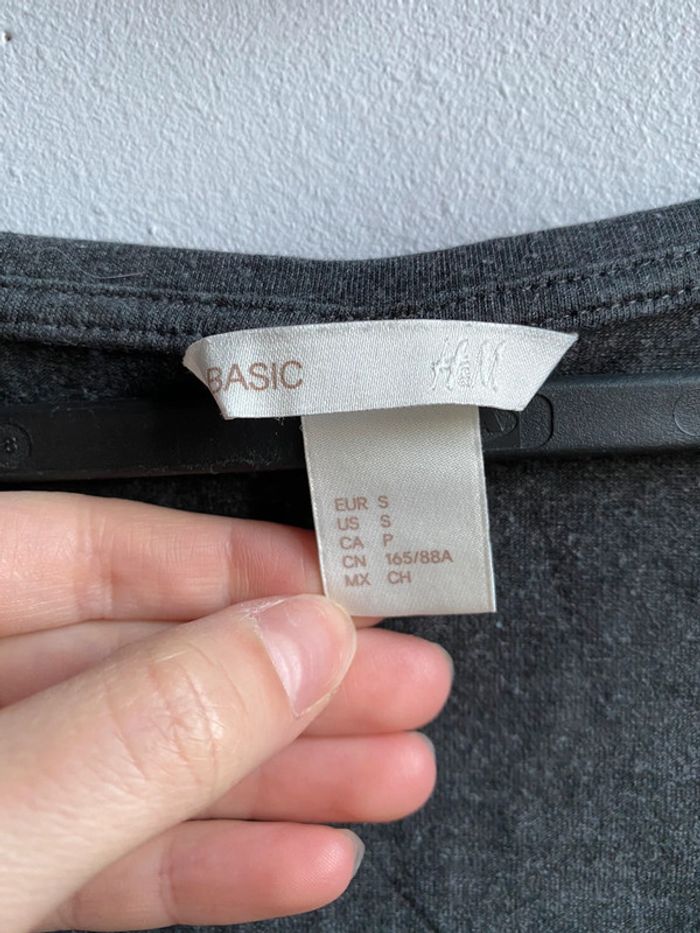 BASIC H&M
EUR S
US S
CA P
CN 165/88A
MX CH